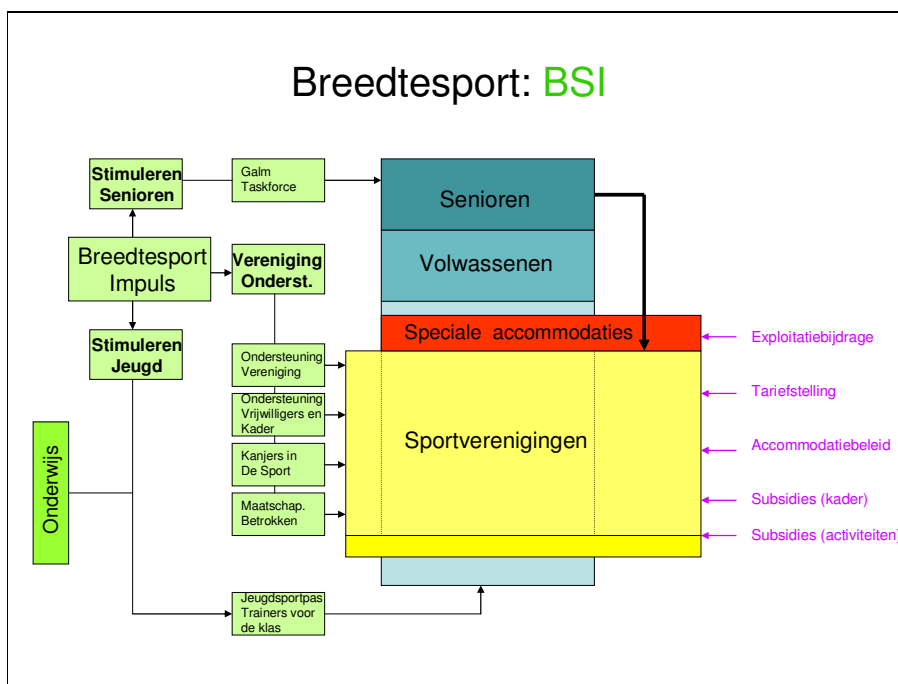 Breedtesport: BSI
Stimuleren
Senioren
Galm
Taskforce
Senioren
Breedtesport
Impuls
Vereniging
Onderst.
Volwassenen
Stimuleren
Jeugd
Speciale accommodaties
Exploitatiebijdrage
Ondersteuning
Vereniging
Ondersteuning
Vrijwilligers en
Kader
Tariefstelling
Sportverenigingen
Kanjers in
De Sport
Accommodatiebeleid
Onderwijs
Maatschap.
Betrokken
Subsidies (kader)
Subsidies (activiteiten)
Jeugdsportpas
Trainers voor
de klas